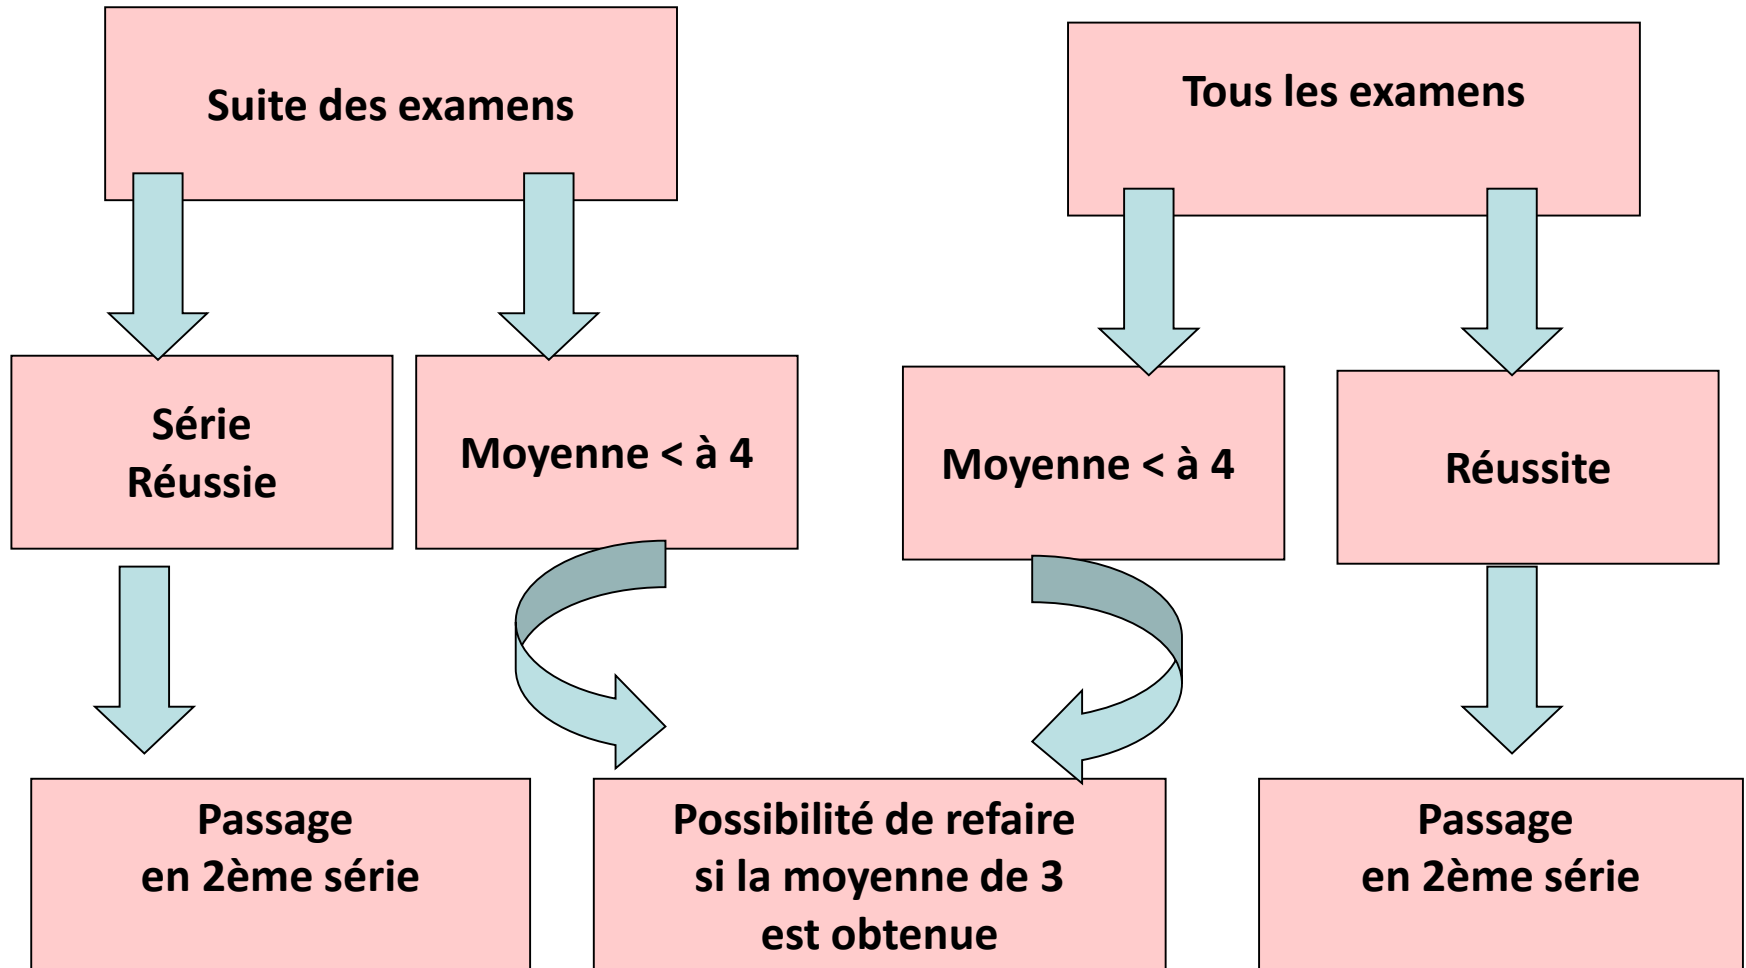 Suite des examens
Tous les examens
Série
Réussie
Moyenne < à 4
Moyenne < à 4
Réussite
Passage
en 2ème série
Possibilité de refaire
si la moyenne de 3
est obtenue
Passage
en 2ème série